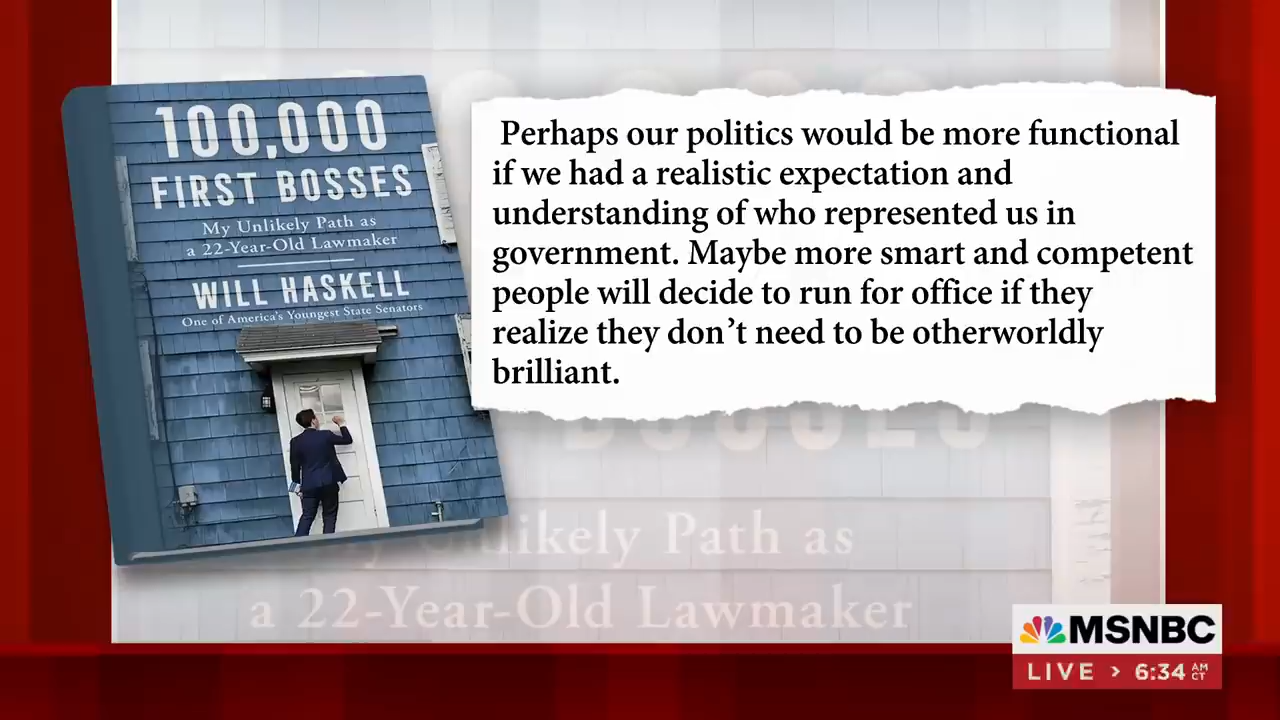 100,000
FIRST BOSSES
My Unlikely Path as
a 22-Year-Old Lawmaker
WILL HASKELL
One of America's Youngest State Senators
Perhaps our politics would be more functional
if we had a realistic expectation and
understanding of who represented us in
government. Maybe more smart and competent
people will decide to run for office if they
realize they don’t need to be otherworldly
brilliant.
My Unlikely Path as
a 22-Year-Old Lawmaker
MSNBC
LIVE > 6:34 AM CT